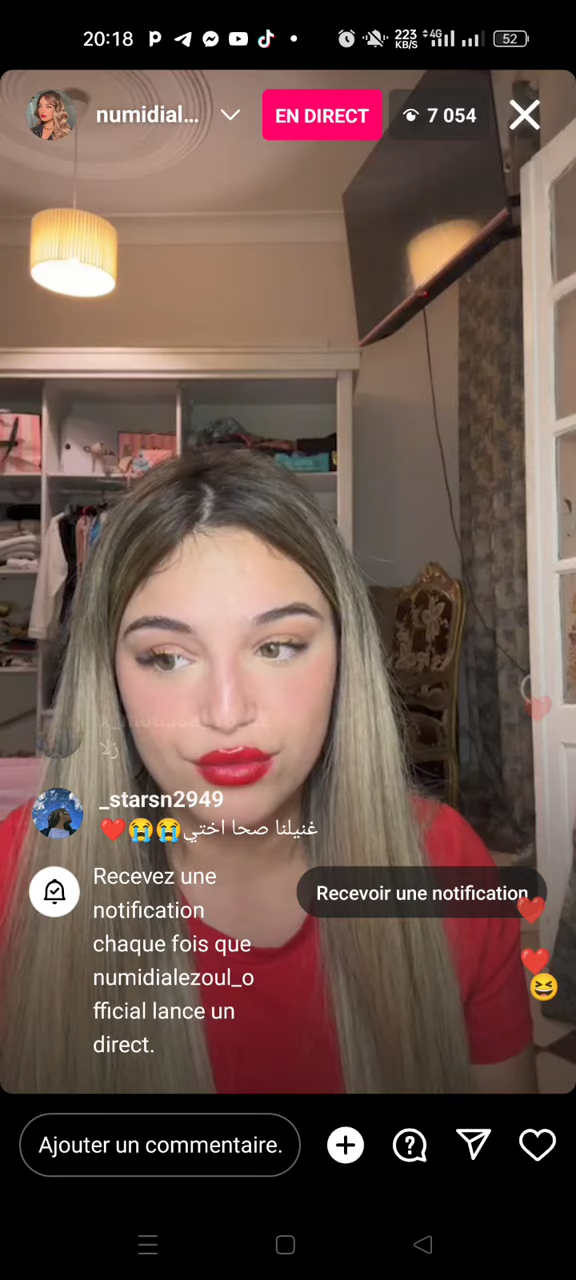 20:18
223
KB/S
4G
52
numidial...
EN DIRECT
7 054
زلا
_starsn2949
غنيلنا صحا اختي😭😭❤️
Recevez une
notification
chaque fois que
numidialezoul_o
fficial lance un
direct.
Recevoir une notification
Ajouter un commentaire.